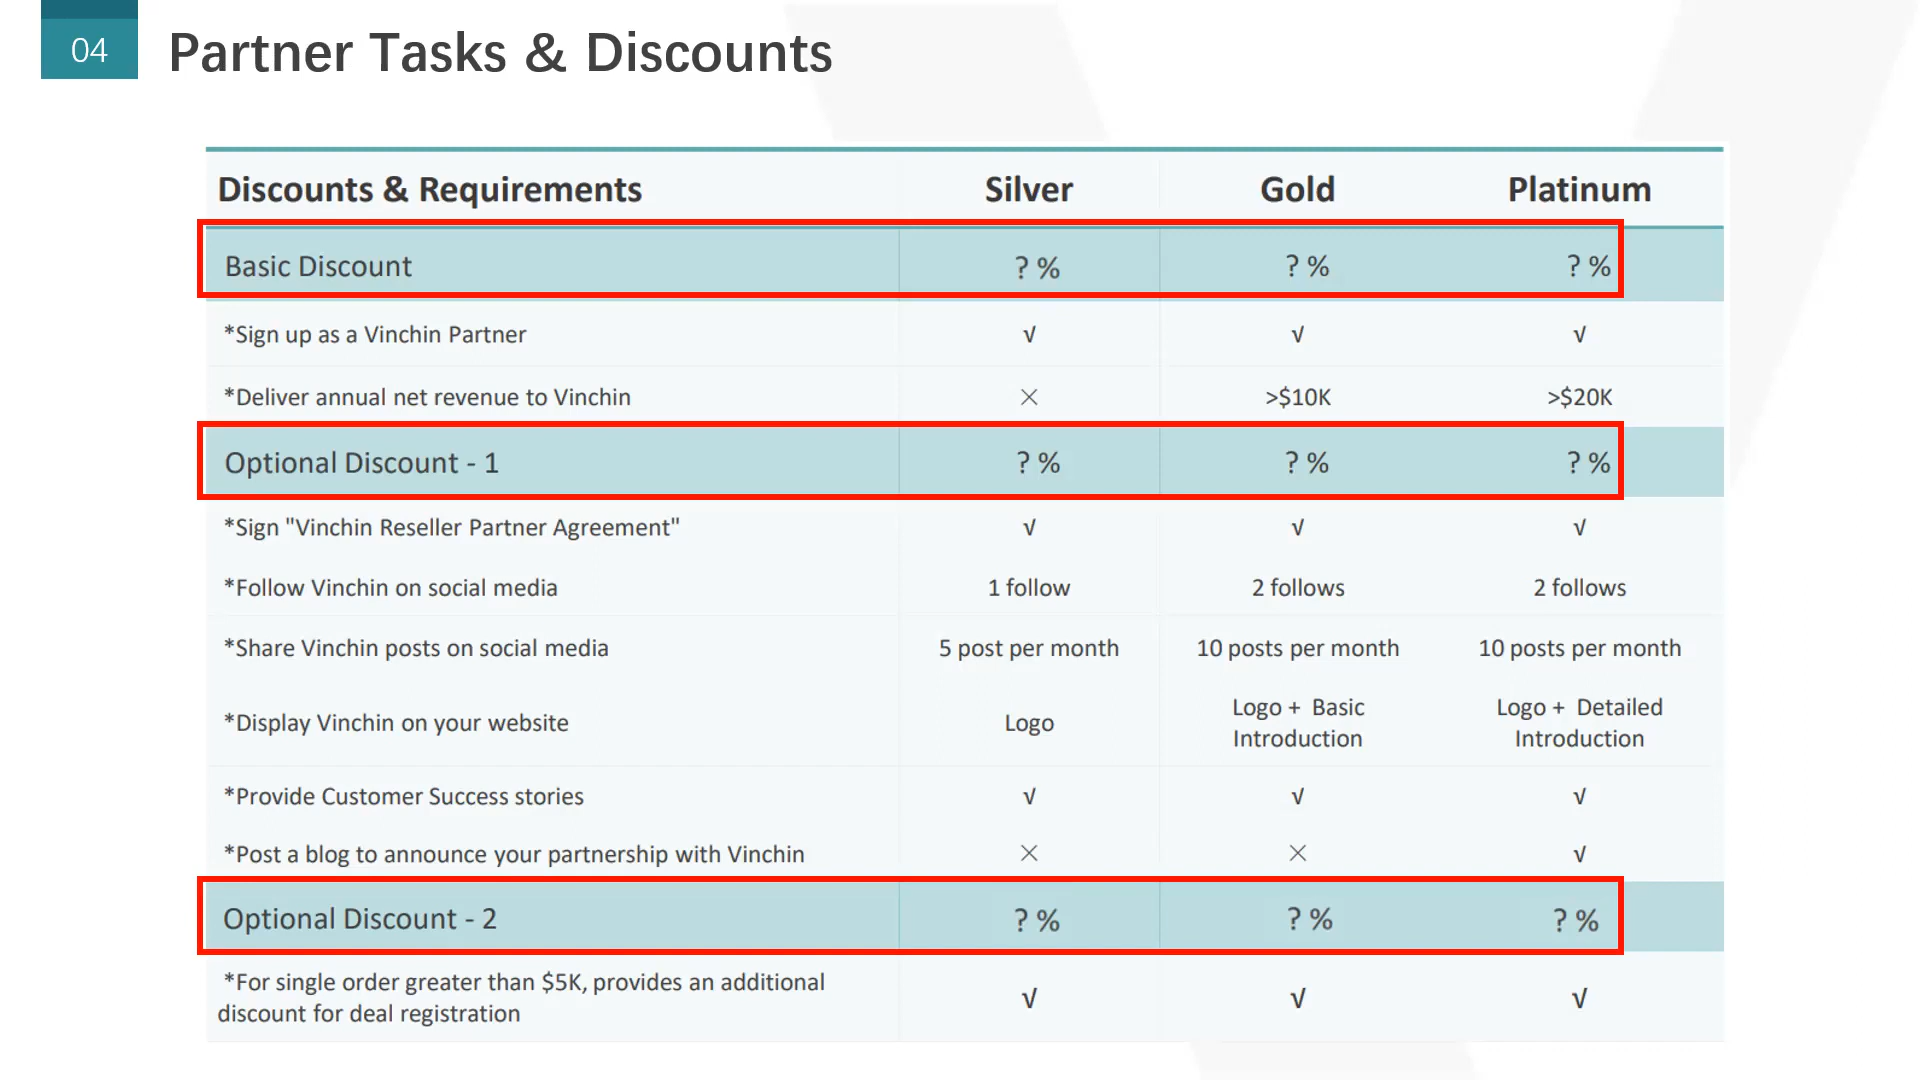 04
Partner Tasks & Discounts
Discounts & Requirements Silver Gold Platinum
Basic Discount ? % ? % ? %
*Sign up as a Vinchin Partner √ √ √
*Deliver annual net revenue to Vinchin × >$10K >$20K
Optional Discount - 1 ? % ? % ? %
*Sign "Vinchin Reseller Partner Agreement" √ √ √
*Follow Vinchin on social media 1 follow 2 follows 2 follows
*Share Vinchin posts on social media 5 post per month 10 posts per month 10 posts per month
*Display Vinchin on your website Logo Logo + Basic Introduction Logo + Detailed Introduction
*Provide Customer Success stories √ √ √
*Post a blog to announce your partnership with Vinchin × × √
Optional Discount - 2 ? % ? % ? %
*For single order greater than $5K, provides an additional
discount for deal registration √ √ √